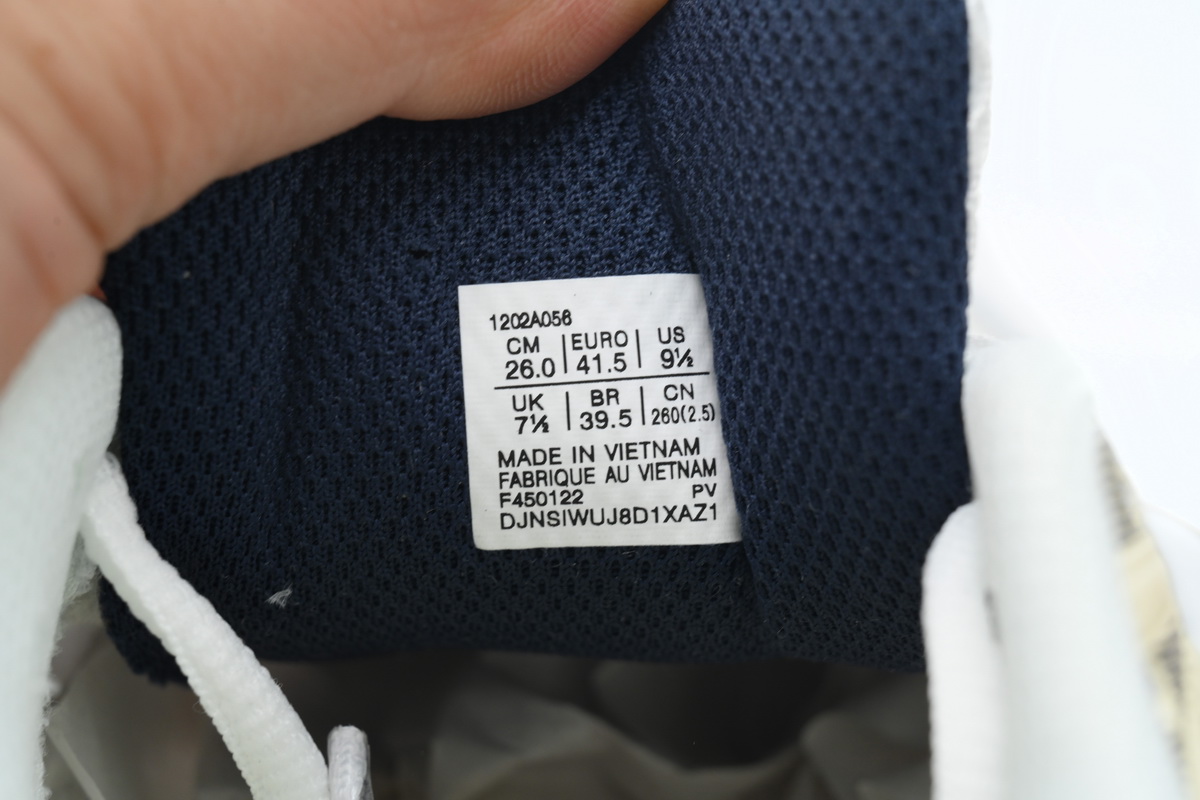 1202A056
CM | EURO | US
26.0 | 41.5 | 9½
UK | BR | CN
7½ | 39.5 | 260(2.5)
MADE IN VIETNAM
FABRIQUE AU VIETNAM
F450122 PV
DJNSIWUJ8D1XAZ1